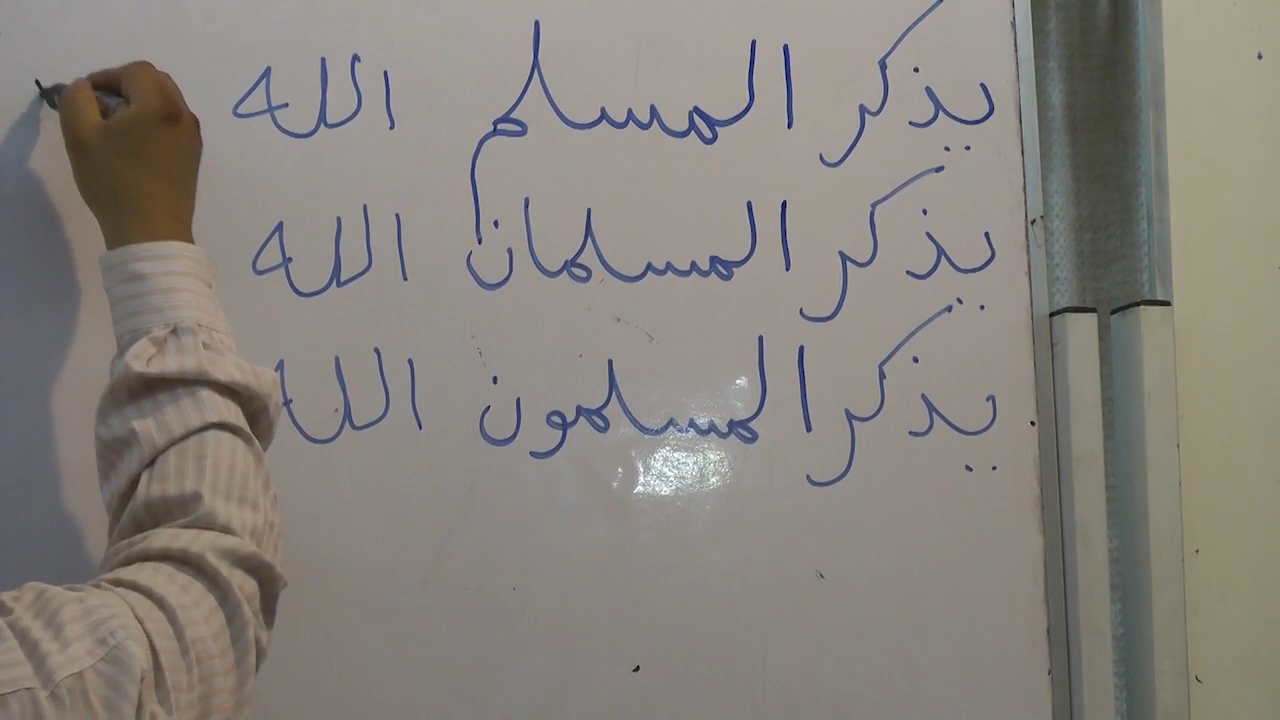 يذكر المسلم الله
يذكر المسلمان الله
يذكر المسلمون الله